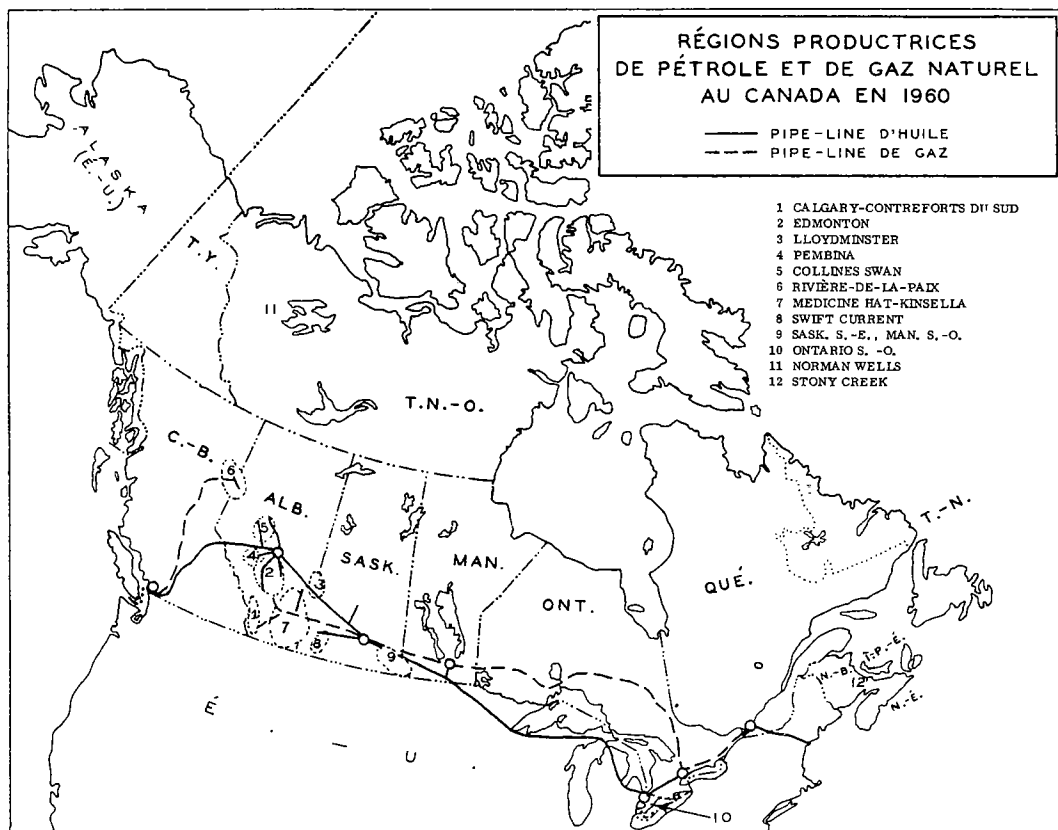 RÉGIONS PRODUCTRICES
DE PÉTROLE ET DE GAZ NATUREL
AU CANADA EN 1960
PIPE-LINE D'HUILE
PIPE-LINE DE GAZ
1 CALGARY-CONTREFORTS DU SUD
2 EDMONTON
3 LLOYDMINSTER
4 PEMBINA
5 COLLINES SWAN
6 RIVIÈRE-DE-LA-PAIX
7 MEDICINE HAT-KINSELLA
8 SWIFT CURRENT
9 SASK. S.-E., MAN. S.-O.
10 ONTARIO S.-O.
11 NORMAN WELLS
12 STONY CREEK
ALASKA
(É.-U.)
T.Y.
11
T.N.-O.
C.-B.
6
ALB.
5
4
2
SASK.
3
MAN.
1
7
8
9
ONT.
QUÉ.
T.-N.
Î.-P.-É.
N.-B.
12
N.-É.
É.-U
10